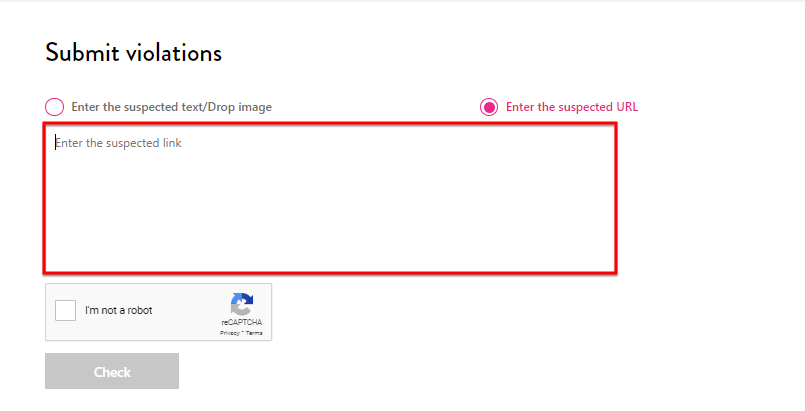 Submit violations
Enter the suspected text/Drop image
Enter the suspected URL
Enter the suspected link
I'm not a robot
reCAPTCHA
Privacy - Terms
Check